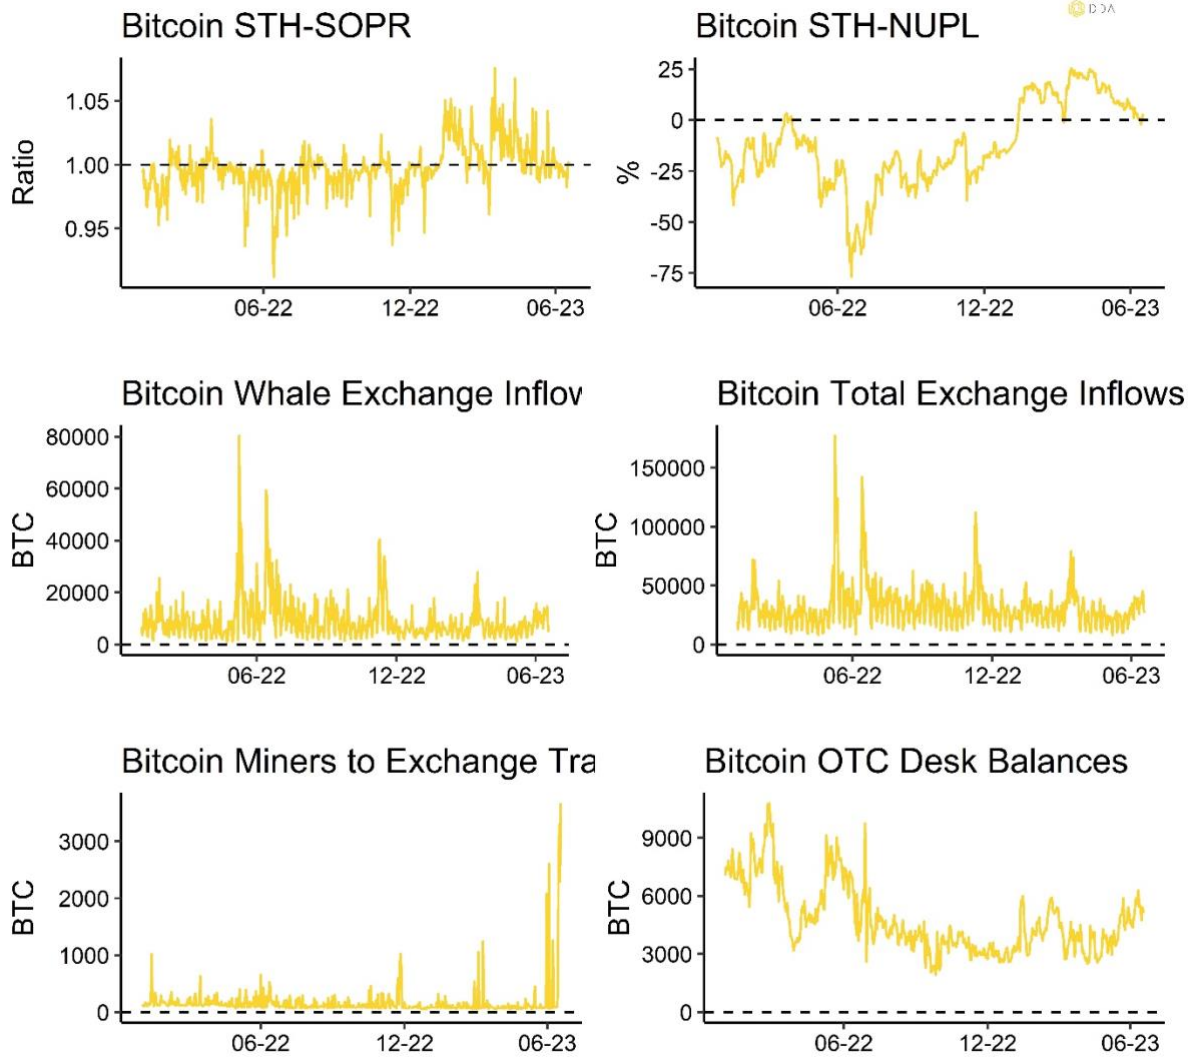 DDA
Bitcoin STH-SOPR
Ratio
1.05
1.00
0.95
06-22 12-22 06-23
Bitcoin STH-NUPL
%
25
0
-25
-50
-75
06-22 12-22 06-23
Bitcoin Whale Exchange Inflow
BTC
80000
60000
40000
20000
0
06-22 12-22 06-23
Bitcoin Total Exchange Inflows
BTC
150000
100000
50000
0
06-22 12-22 06-23
Bitcoin Miners to Exchange Tra
BTC
3000
2000
1000
0
06-22 12-22 06-23
Bitcoin OTC Desk Balances
BTC
9000
6000
3000
0
06-22 12-22 06-23